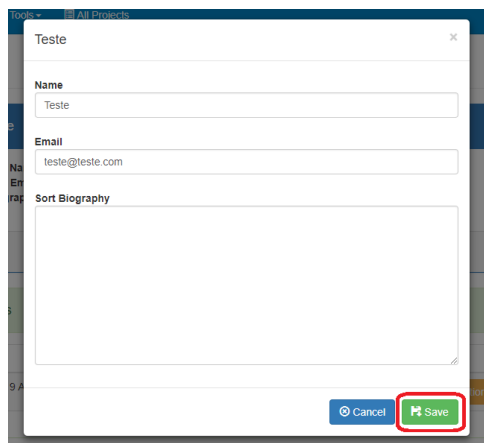 Tools All Projects
Teste ×
Name
Teste
Email
teste@teste.com
Sort Biography
Cancel Save